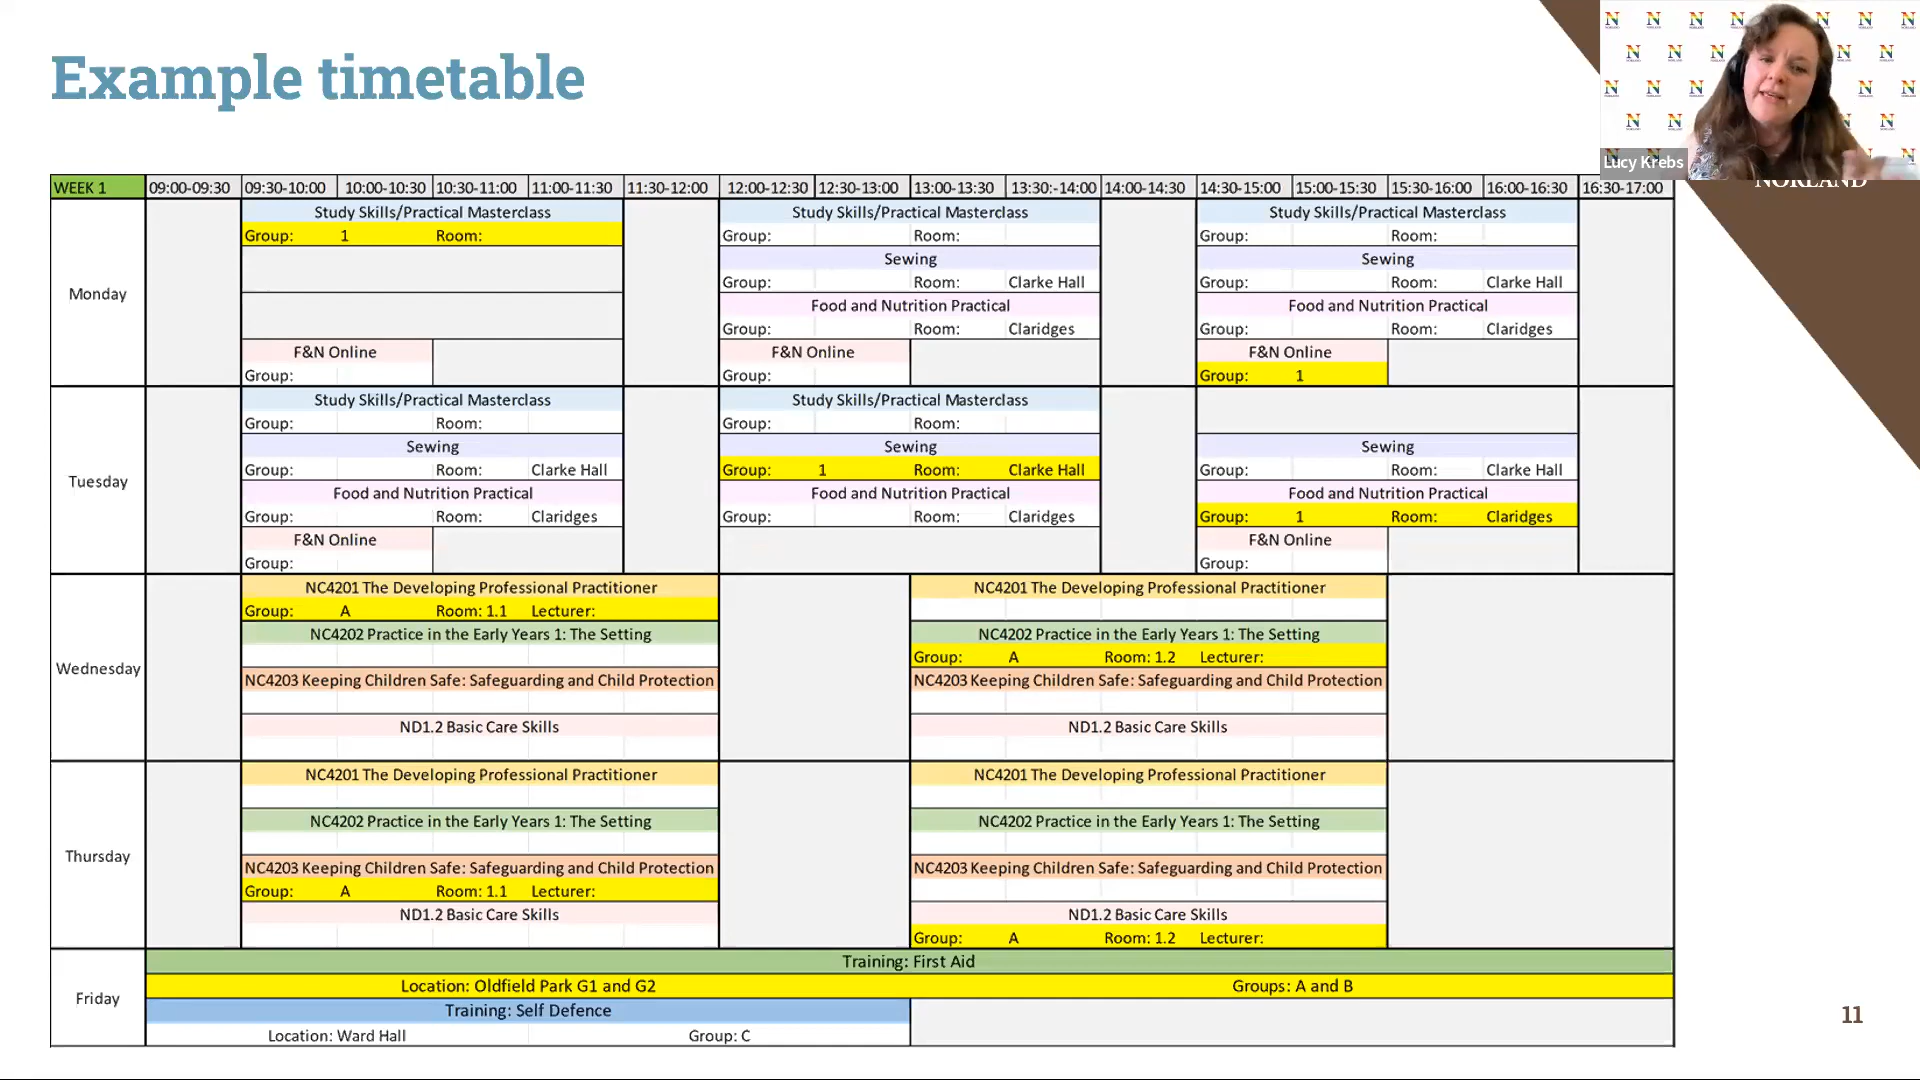 Example timetable
Lucy Krebs
NORLAND
WEEK 1 09:00-09:30 09:30-10:00 10:00-10:30 10:30-11:00 11:00-11:30 11:30-12:00 12:00-12:30 12:30-13:00 13:00-13:30 13:30:-14:00 14:00-14:30 14:30-15:00 15:00-15:30 15:30-16:00 16:00-16:30 16:30-17:00
Monday
Study Skills/Practical Masterclass Study Skills/Practical Masterclass Study Skills/Practical Masterclass
Group: 1 Room: Group: Room: Group: Room:
Sewing Sewing
Group: Room: Clarke Hall Group: Room: Clarke Hall
Food and Nutrition Practical Food and Nutrition Practical
Group: Room: Claridges Group: Room: Claridges
F&N Online F&N Online F&N Online
Group: Group: Group: 1
Tuesday
Study Skills/Practical Masterclass Study Skills/Practical Masterclass
Group: Room: Group: Room:
Sewing Sewing Sewing
Group: Room: Clarke Hall Group: 1 Room: Clarke Hall Group: Room: Clarke Hall
Food and Nutrition Practical Food and Nutrition Practical Food and Nutrition Practical
Group: Room: Claridges Group: Room: Claridges Group: 1 Room: Claridges
F&N Online F&N Online
Group: Group:
Wednesday
NC4201 The Developing Professional Practitioner NC4201 The Developing Professional Practitioner
Group: A Room: 1.1 Lecturer:
NC4202 Practice in the Early Years 1: The Setting NC4202 Practice in the Early Years 1: The Setting
Group: A Room: 1.2 Lecturer:
NC4203 Keeping Children Safe: Safeguarding and Child Protection NC4203 Keeping Children Safe: Safeguarding and Child Protection
ND1.2 Basic Care Skills ND1.2 Basic Care Skills
Thursday
NC4201 The Developing Professional Practitioner NC4201 The Developing Professional Practitioner
NC4202 Practice in the Early Years 1: The Setting NC4202 Practice in the Early Years 1: The Setting
NC4203 Keeping Children Safe: Safeguarding and Child Protection NC4203 Keeping Children Safe: Safeguarding and Child Protection
Group: A Room: 1.1 Lecturer:
ND1.2 Basic Care Skills ND1.2 Basic Care Skills
Group: A Room: 1.2 Lecturer:
Friday
Training: First Aid
Location: Oldfield Park G1 and G2 Groups: A and B
Training: Self Defence
Location: Ward Hall Group: C
11